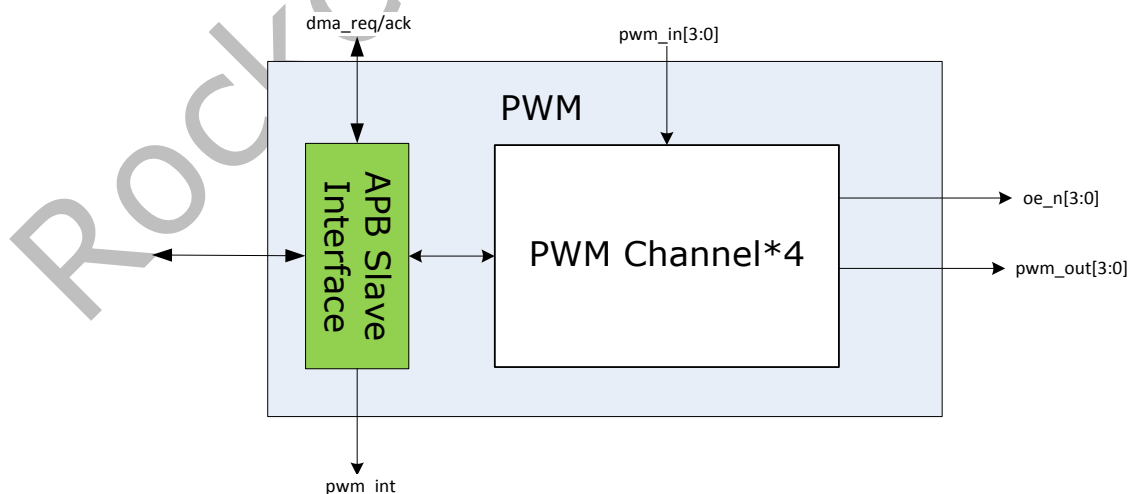 dma_req/ack
pwm_in[3:0]
PWM
APB Slave
Interface
PWM Channel*4
oe_n[3:0]
pwm_out[3:0]
pwm_int